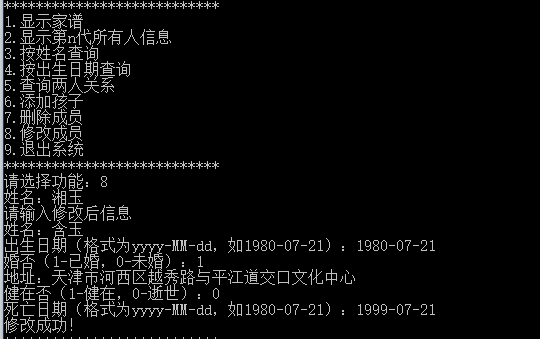 ***************************
1.显示家谱
2.显示第n代所有人信息
3.按姓名查询
4.按出生日期查询
5.查询两人关系
6.添加孩子
7.删除成员
8.修改成员
9.退出系统
***************************
请选择功能：8
姓名：湘玉
请输入修改后信息
姓名：含玉
出生日期（格式为yyyy-MM-dd，如1980-07-21）：1980-07-21
婚否（1-已婚，0-未婚）：1
地址：天津市河西区越秀路与平江道交口文化中心
健在否（1-健在，0-逝世）：0
死亡日期（格式为yyyy-MM-dd，如1980-07-21）：1999-07-21
修改成功!